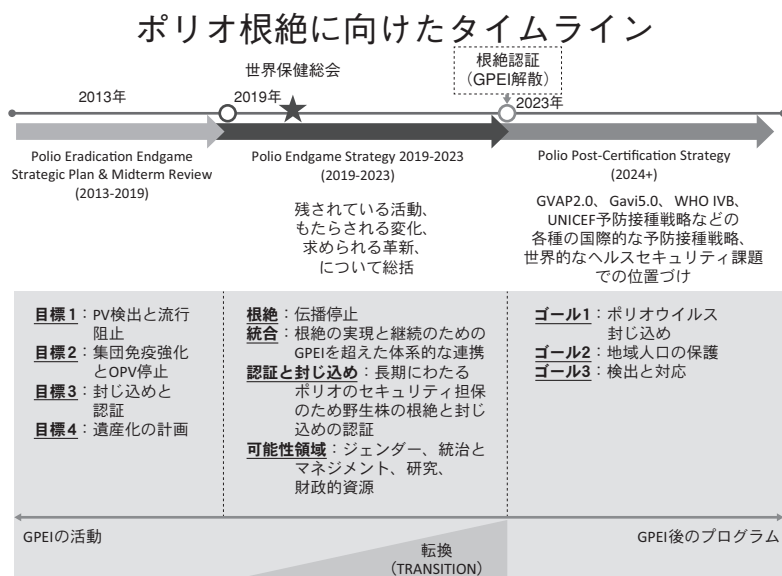 ポリオ根絶に向けたタイムライン
世界保健総会
根絶認証
（GPEI解散）
2013年
2019年
2023年
Polio Eradication Endgame
Strategic Plan & Midterm Review
(2013-2019)
Polio Endgame Strategy 2019-2023
(2019-2023)
残されている活動、
もたらされる変化、
求められる革新、
について総括
Polio Post-Certification Strategy
(2024+)
GVAP2.0、Gavi5.0、WHO IVB、
UNICEF予防接種戦略などの
各種の国際的な予防接種戦略、
世界的なヘルスセキュリティ課題
での位置づけ
目標1：PV検出と流行
阻止
目標2：集団免疫強化
とOPV停止
目標3：封じ込めと
認証
目標4：遺産化の計画
根絶：伝播停止
統合：根絶の実現と継続のための
GPEIを超えた体系的な連携
認証と封じ込め：長期にわたる
ポリオのセキュリティ担保
のため野生株の根絶と封じ
込めの認証
可能性領域：ジェンダー、統治と
マネジメント、研究、
財政的資源
ゴール1：ポリオウイルス
封じ込め
ゴール2：地域人口の保護
ゴール3：検出と対応
GPEIの活動
転換
（TRANSITION）
GPEI後のプログラム